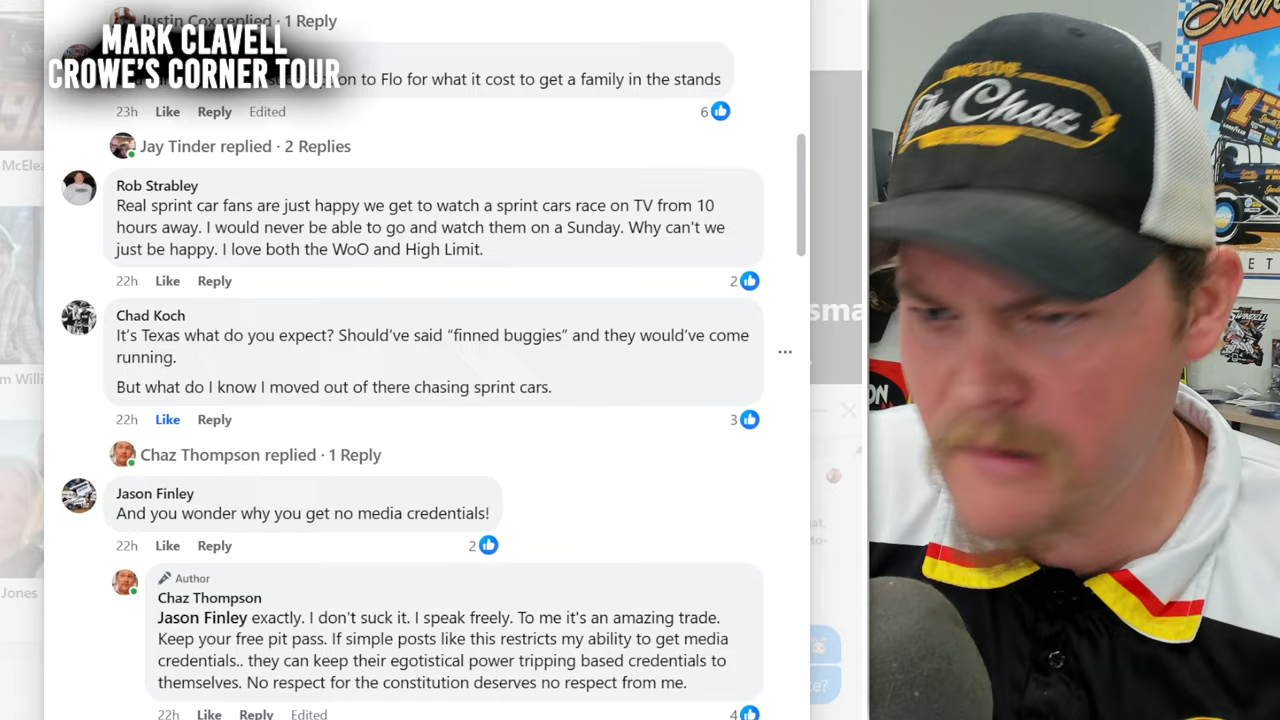 Justin Cox replied · 1 Reply
MARK CLAVELL
CROWE'S CORNER TOUR
on to Flo for what it cost to get a family in the stands
23h Like Reply Edited 6
Jay Tinder replied · 2 Replies
Rob Strabley
Real sprint car fans are just happy we get to watch a sprint cars race on TV from 10
hours away. I would never be able to go and watch them on a Sunday. Why can't we
just be happy. I love both the WoO and High Limit.
22h Like Reply 2
Chad Koch
It's Texas what do you expect? Should've said “finned buggies” and they would've come
running.
But what do I know I moved out of there chasing sprint cars.
22h Like Reply 3
Chaz Thompson replied · 1 Reply
Jason Finley
And you wonder why you get no media credentials!
22h Like Reply 2
Author
Chaz Thompson
Jason Finley exactly. I don't suck it. I speak freely. To me it's an amazing trade.
Keep your free pit pass. If simple posts like this restricts my ability to get media
credentials.. they can keep their egotistical power tripping based credentials to
themselves. No respect for the constitution deserves no respect from me.
22h Like Reply Edited 4
McElea
m Willi
Jones
sma
The Chaz